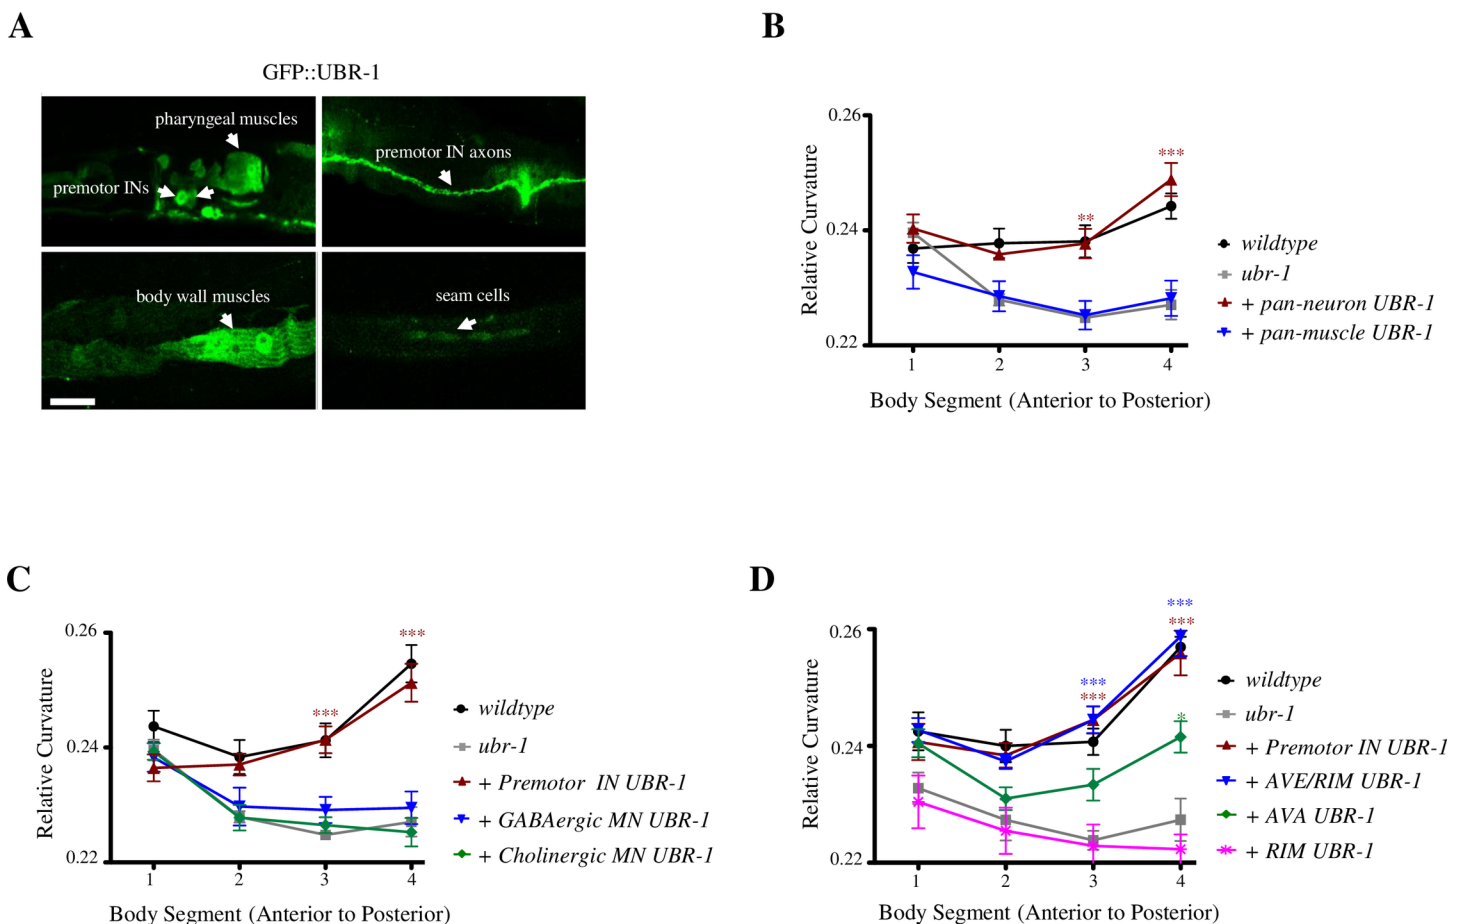 A
GFP::UBR-1
pharyngeal muscles
premotor INs
premotor IN axons
body wall muscles
seam cells
B
Relative Curvature
0.26
0.24
0.22
1 2 3 4
** ***
Body Segment (Anterior to Posterior)
wildtype
ubr-1
+ pan-neuron UBR-1
+ pan-muscle UBR-1
C
Relative Curvature
0.26
0.24
0.22
1 2 3 4
*** ***
Body Segment (Anterior to Posterior)
wildtype
ubr-1
+ Premotor IN UBR-1
+ GABAergic MN UBR-1
+ Cholinergic MN UBR-1
D
Relative Curvature
0.26
0.24
0.22
1 2 3 4
*** ***
*** ***
*
Body Segment (Anterior to Posterior)
wildtype
ubr-1
+ Premotor IN UBR-1
+ AVE/RIM UBR-1
+ AVA UBR-1
+ RIM UBR-1